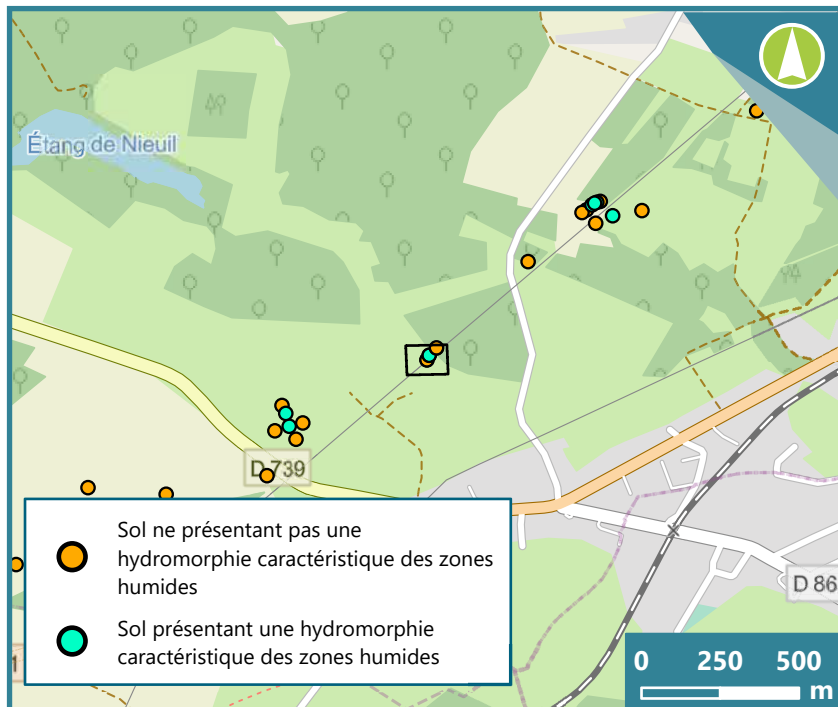 Étang de Nieuil
D 739
Sol ne présentant pas une
hydromorphie caractéristique des zones
humides
Sol présentant une hydromorphie
caractéristique des zones humides
D 86
1
0 250 500
m